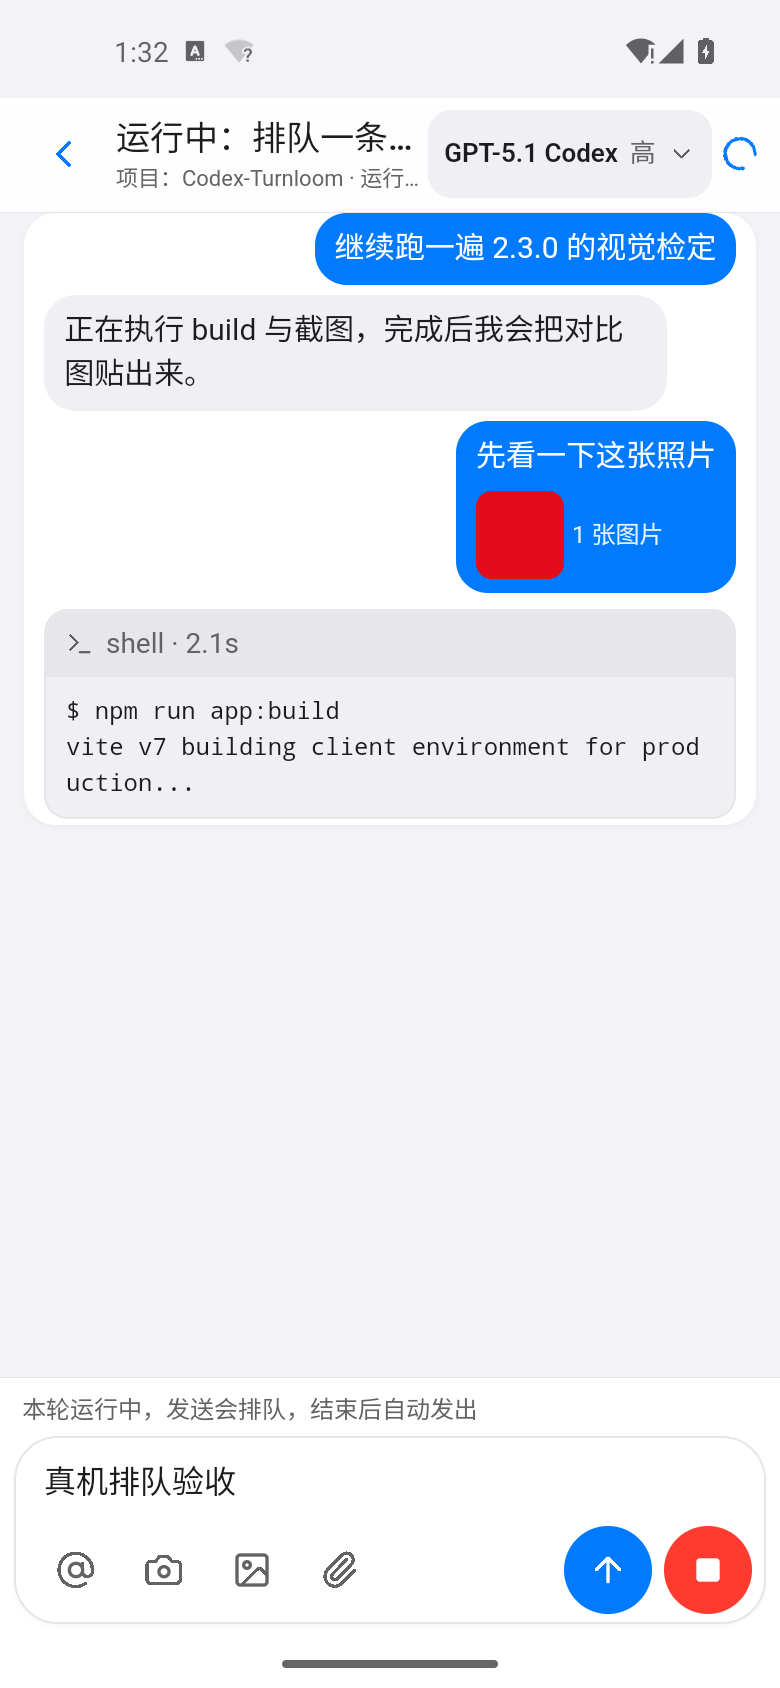 1:32
运行中：排队一条...
项目：Codex-Turnloom · 运行...
GPT-5.1 Codex 高
继续跑一遍 2.3.0 的视觉检定
正在执行 build 与截图，完成后我会把对比
图贴出来。
先看一下这张照片
1 张图片
shell · 2.1s
$ npm run app:build
vite v7 building client environment for prod
uction...
本轮运行中，发送会排队，结束后自动发出
真机排队验收